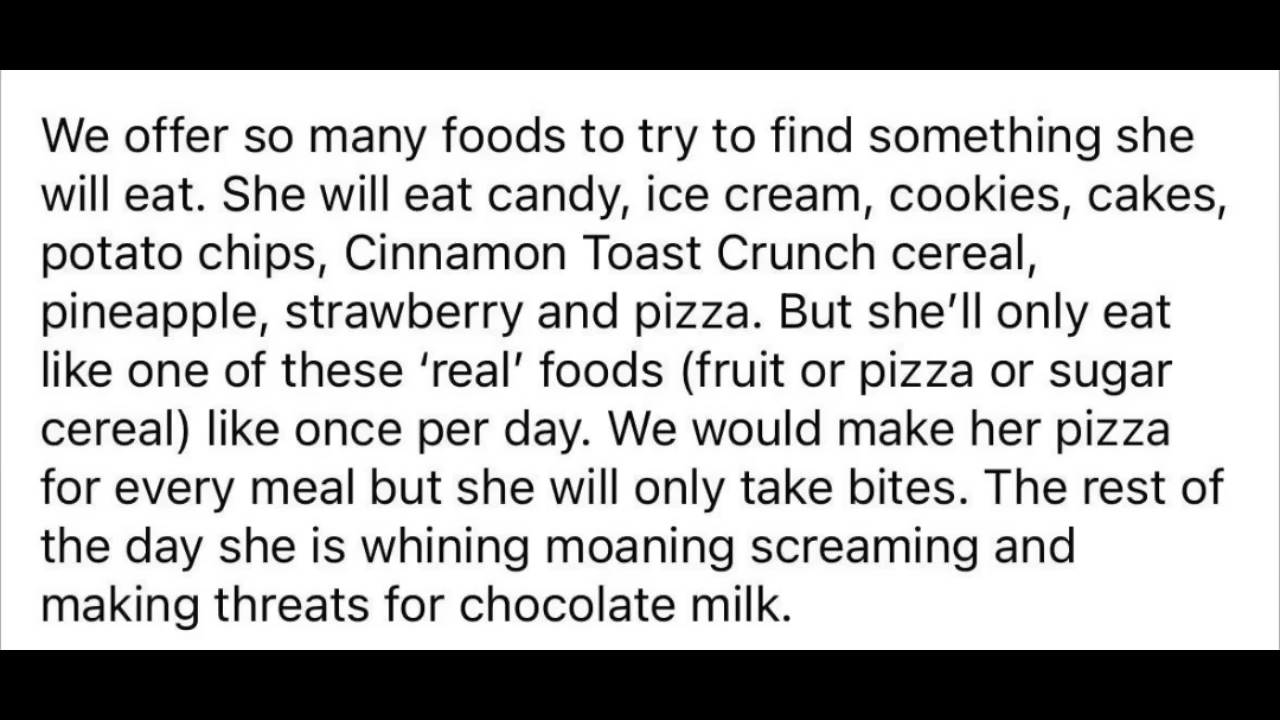 We offer so many foods to try to find something she
will eat. She will eat candy, ice cream, cookies, cakes,
potato chips, Cinnamon Toast Crunch cereal,
pineapple, strawberry and pizza. But she’ll only eat
like one of these ‘real’ foods (fruit or pizza or sugar
cereal) like once per day. We would make her pizza
for every meal but she will only take bites. The rest of
the day she is whining moaning screaming and
making threats for chocolate milk.